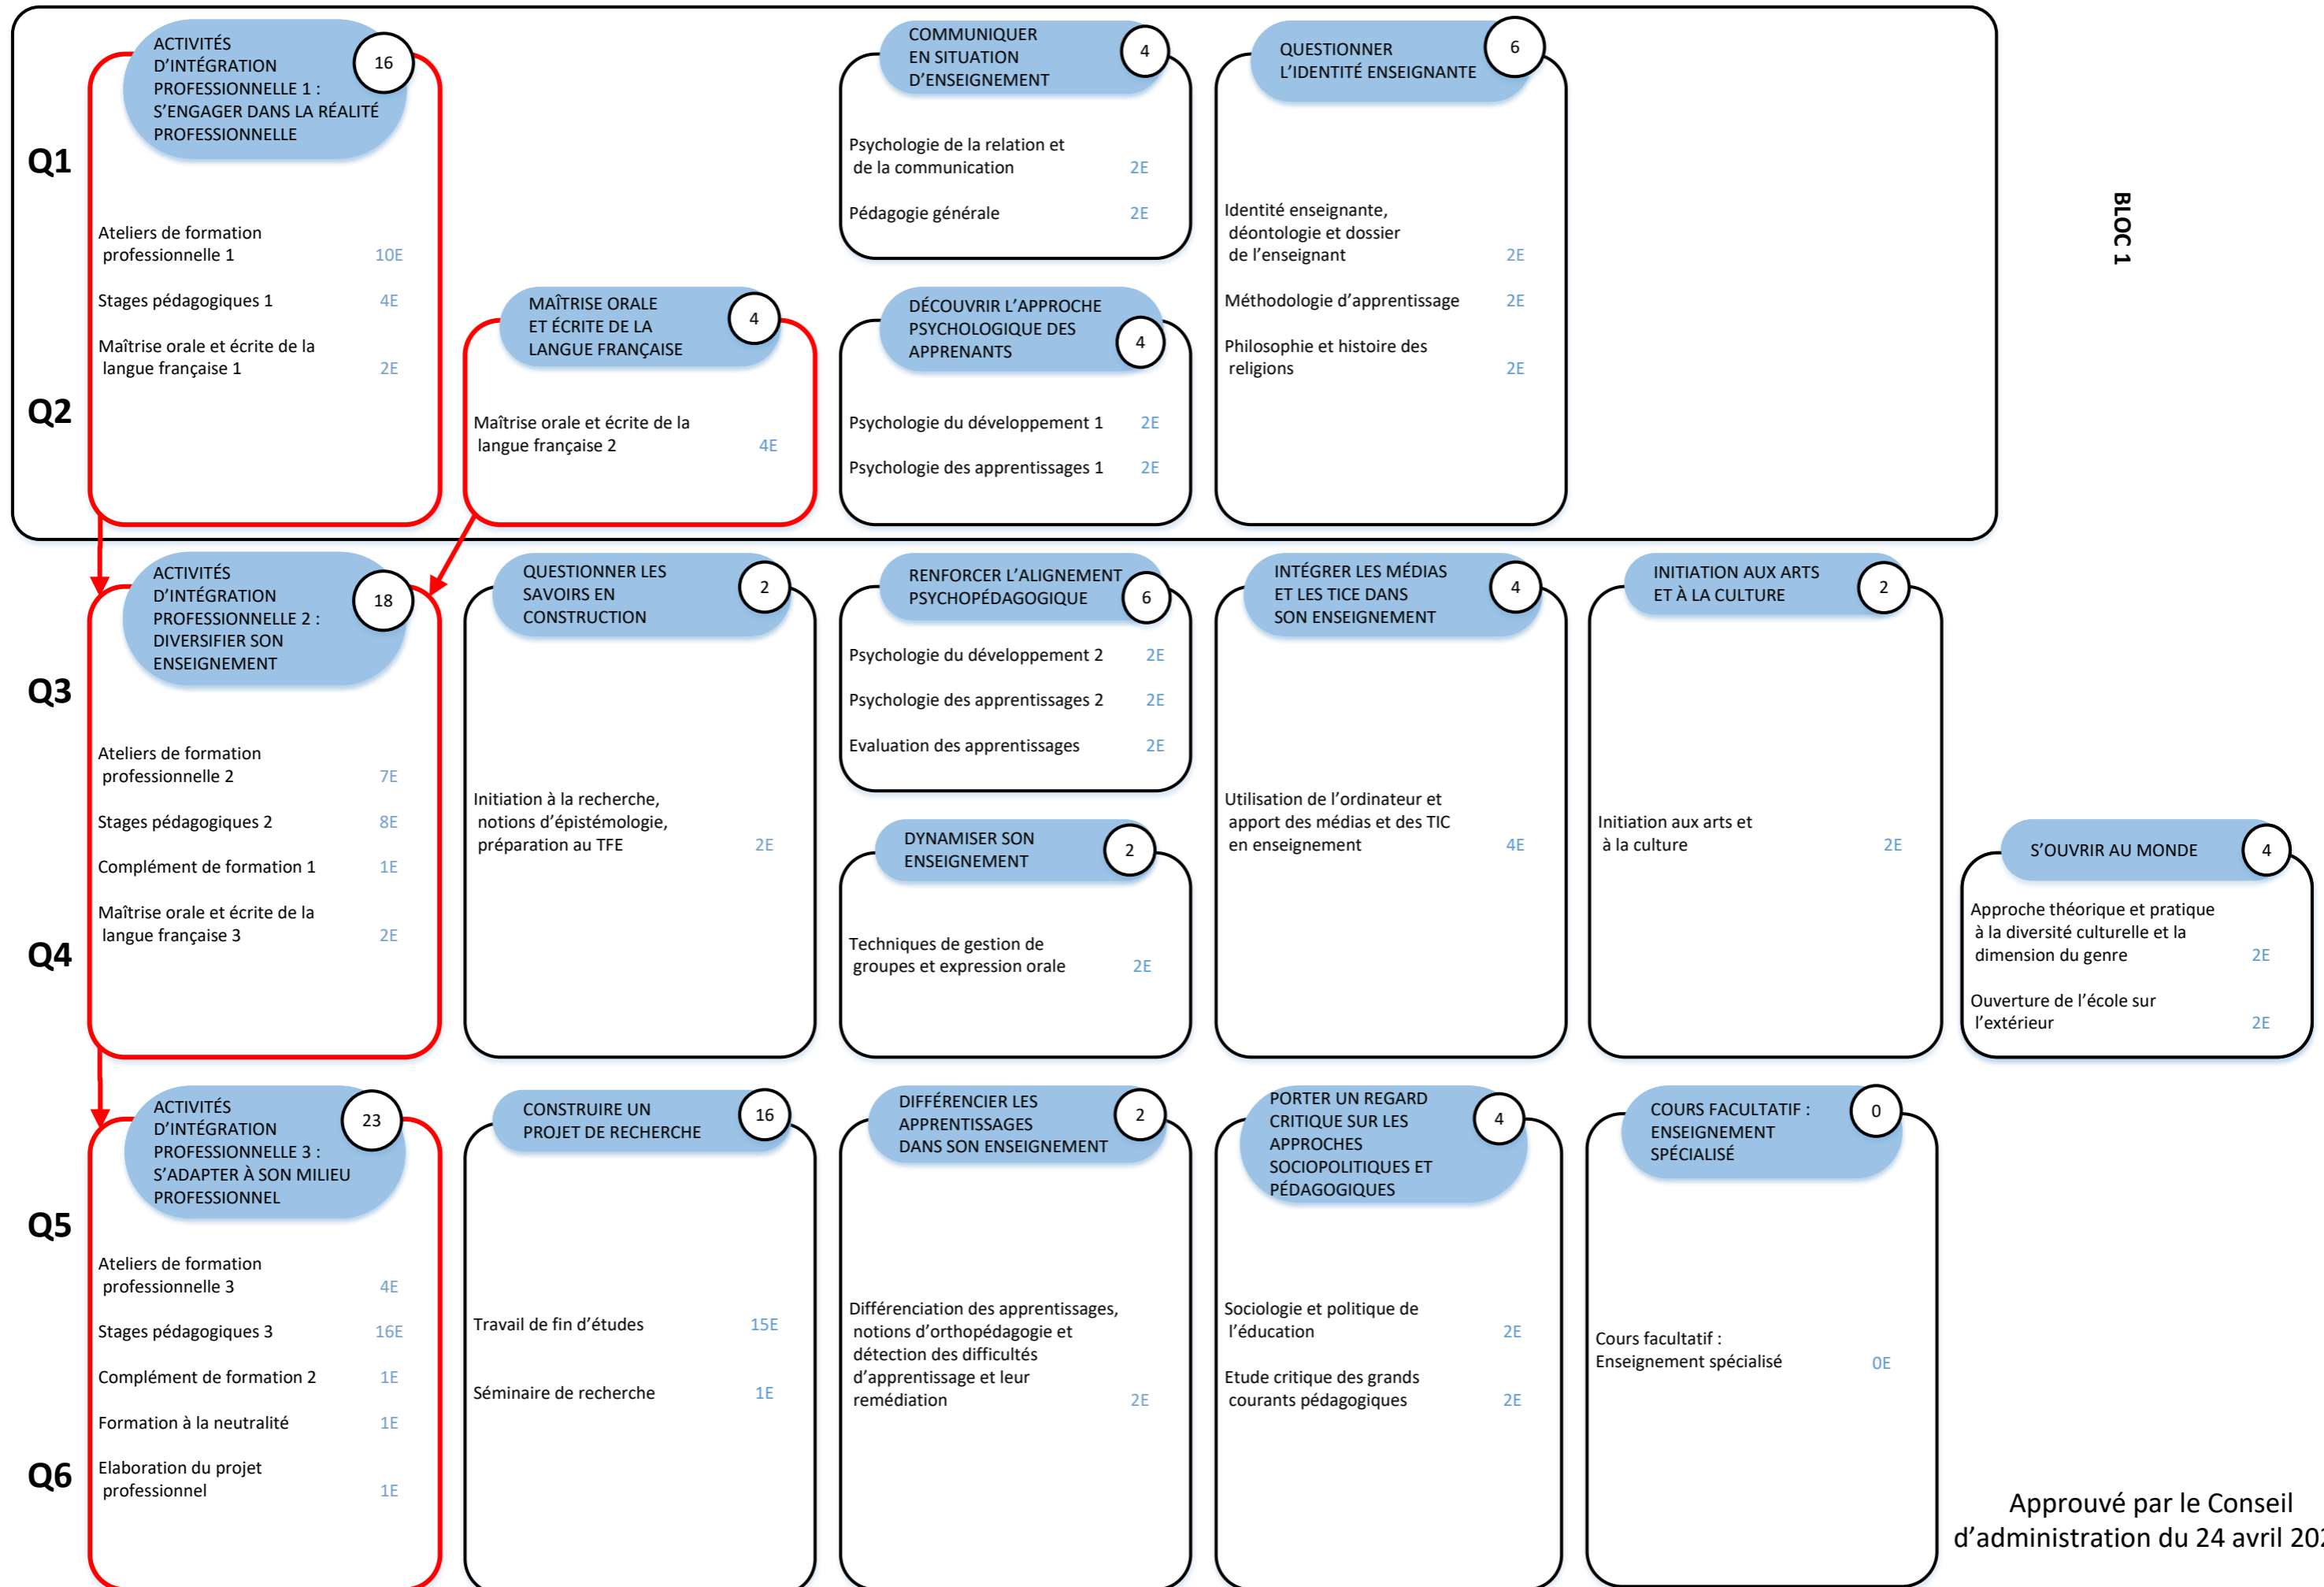 ACTIVITÉS
D'INTÉGRATION
PROFESSIONNELLE 1 :
S'ENGAGER DANS LA RÉALITÉ
PROFESSIONNELLE
16
COMMUNIQUER
EN SITUATION
D'ENSEIGNEMENT
4
QUESTIONNER
L'IDENTITÉ ENSEIGNANTE
6
Q1
Psychologie de la relation et
de la communication 2E
Pédagogie générale 2E
Identité enseignante,
déontologie et dossier
de l'enseignant 2E
Méthodologie d'apprentissage 2E
Philosophie et histoire des
religions 2E
BLOC 1
Ateliers de formation
professionnelle 1 10E
Stages pédagogiques 1 4E
Maîtrise orale et écrite de la
langue française 1 2E
MAÎTRISE ORALE
ET ÉCRITE DE LA
LANGUE FRANÇAISE
4
DÉCOUVRIR L'APPROCHE
PSYCHOLOGIQUE DES
APPRENANTS
4
Q2
Maîtrise orale et écrite de la
langue française 2 4E
Psychologie du développement 1 2E
Psychologie des apprentissages 1 2E
ACTIVITÉS
D'INTÉGRATION
PROFESSIONNELLE 2 :
DIVERSIFIER SON
ENSEIGNEMENT
18
QUESTIONNER LES
SAVOIRS EN
CONSTRUCTION
2
RENFORCER L'ALIGNEMENT
PSYCHOPÉDAGOGIQUE
6
INTÉGRER LES MÉDIAS
ET LES TICE DANS
SON ENSEIGNEMENT
4
INITIATION AUX ARTS
ET À LA CULTURE
2
Q3
Psychologie du développement 2 2E
Psychologie des apprentissages 2 2E
Evaluation des apprentissages 2E
Ateliers de formation
professionnelle 2 7E
Stages pédagogiques 2 8E
Complément de formation 1 1E
Maîtrise orale et écrite de la
langue française 3 2E
Initiation à la recherche,
notions d'épistémologie,
préparation au TFE 2E
DYNAMISER SON
ENSEIGNEMENT
2
Utilisation de l'ordinateur et
apport des médias et des TIC
en enseignement 4E
Initiation aux arts et
à la culture 2E
S'OUVRIR AU MONDE
4
Q4
Techniques de gestion de
groupes et expression orale 2E
Approche théorique et pratique
à la diversité culturelle et la
dimension du genre 2E
Ouverture de l'école sur
l'extérieur 2E
ACTIVITÉS
D'INTÉGRATION
PROFESSIONNELLE 3 :
S'ADAPTER À SON MILIEU
PROFESSIONNEL
23
CONSTRUIRE UN
PROJET DE RECHERCHE
16
DIFFÉRENCIER LES
APPRENTISSAGES
DANS SON ENSEIGNEMENT
2
PORTER UN REGARD
CRITIQUE SUR LES
APPROCHES
SOCIOPOLITIQUES ET
PÉDAGOGIQUES
4
COURS FACULTATIF :
ENSEIGNEMENT
SPÉCIALISÉ
0
Q5
Ateliers de formation
professionnelle 3 4E
Stages pédagogiques 3 16E
Complément de formation 2 1E
Formation à la neutralité 1E
Elaboration du projet
professionnel 1E
Travail de fin d'études 15E
Séminaire de recherche 1E
Différenciation des apprentissages,
notions d'orthopédagogie et
détection des difficultés
d'apprentissage et leur
remédiation 2E
Sociologie et politique de
l'éducation 2E
Etude critique des grands
courants pédagogiques 2E
Cours facultatif :
Enseignement spécialisé 0E
Q6
Approuvé par le Conseil
d'administration du 24 avril